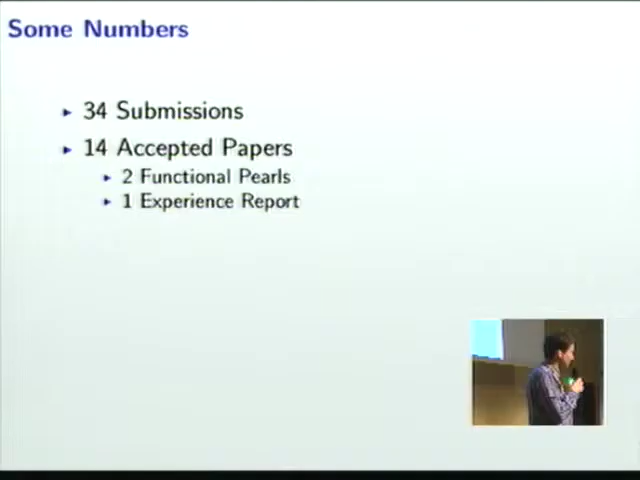 Some Numbers
34 Submissions
14 Accepted Papers
2 Functional Pearls
1 Experience Report